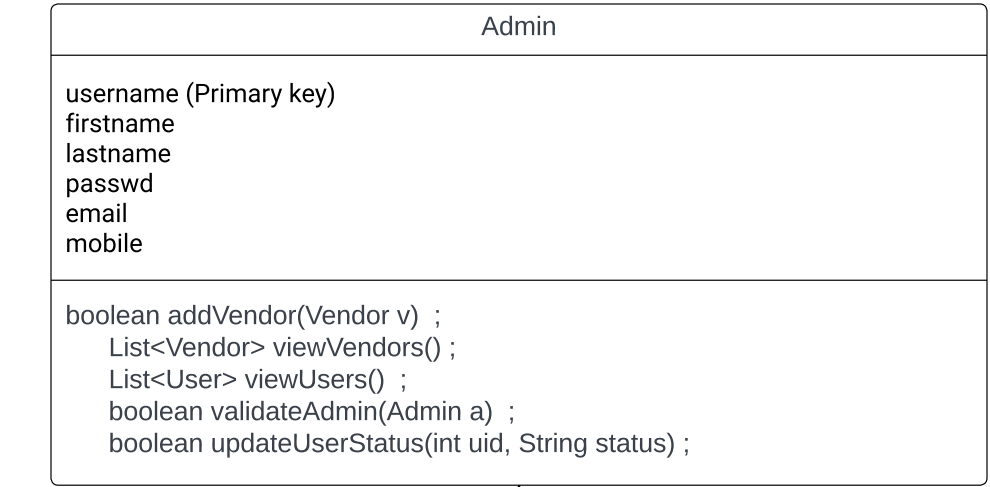 Admin
username (Primary key)
firstname
lastname
passwd
email
mobile
boolean addVendor(Vendor v)  ;
List<Vendor> viewVendors() ;
List<User> viewUsers()  ;
boolean validateAdmin(Admin a)  ;
boolean updateUserStatus(int uid, String status) ;